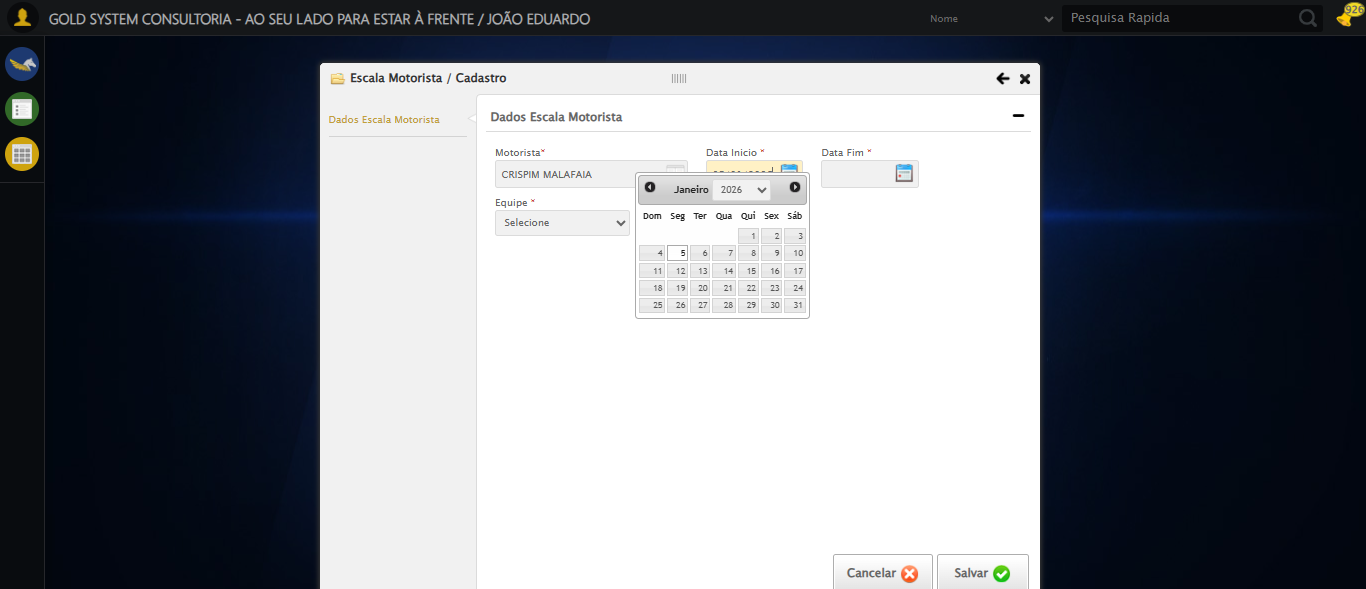 GOLD SYSTEM CONSULTORIA - AO SEU LADO PARA ESTAR À FRENTE / JOÃO EDUARDO
Nome
Pesquisa Rapida
926
Escala Motorista / Cadastro
Dados Escala Motorista
Dados Escala Motorista
Motorista*
Data Inicio *
Data Fim *
CRISPIM MALAFAIA
Equipe *
Selecione
Janeiro 2026
Dom Seg Ter Qua Qui Sex Sáb
1 2 3
4 5 6 7 8 9 10
11 12 13 14 15 16 17
18 19 20 21 22 23 24
25 26 27 28 29 30 31
Cancelar
Salvar